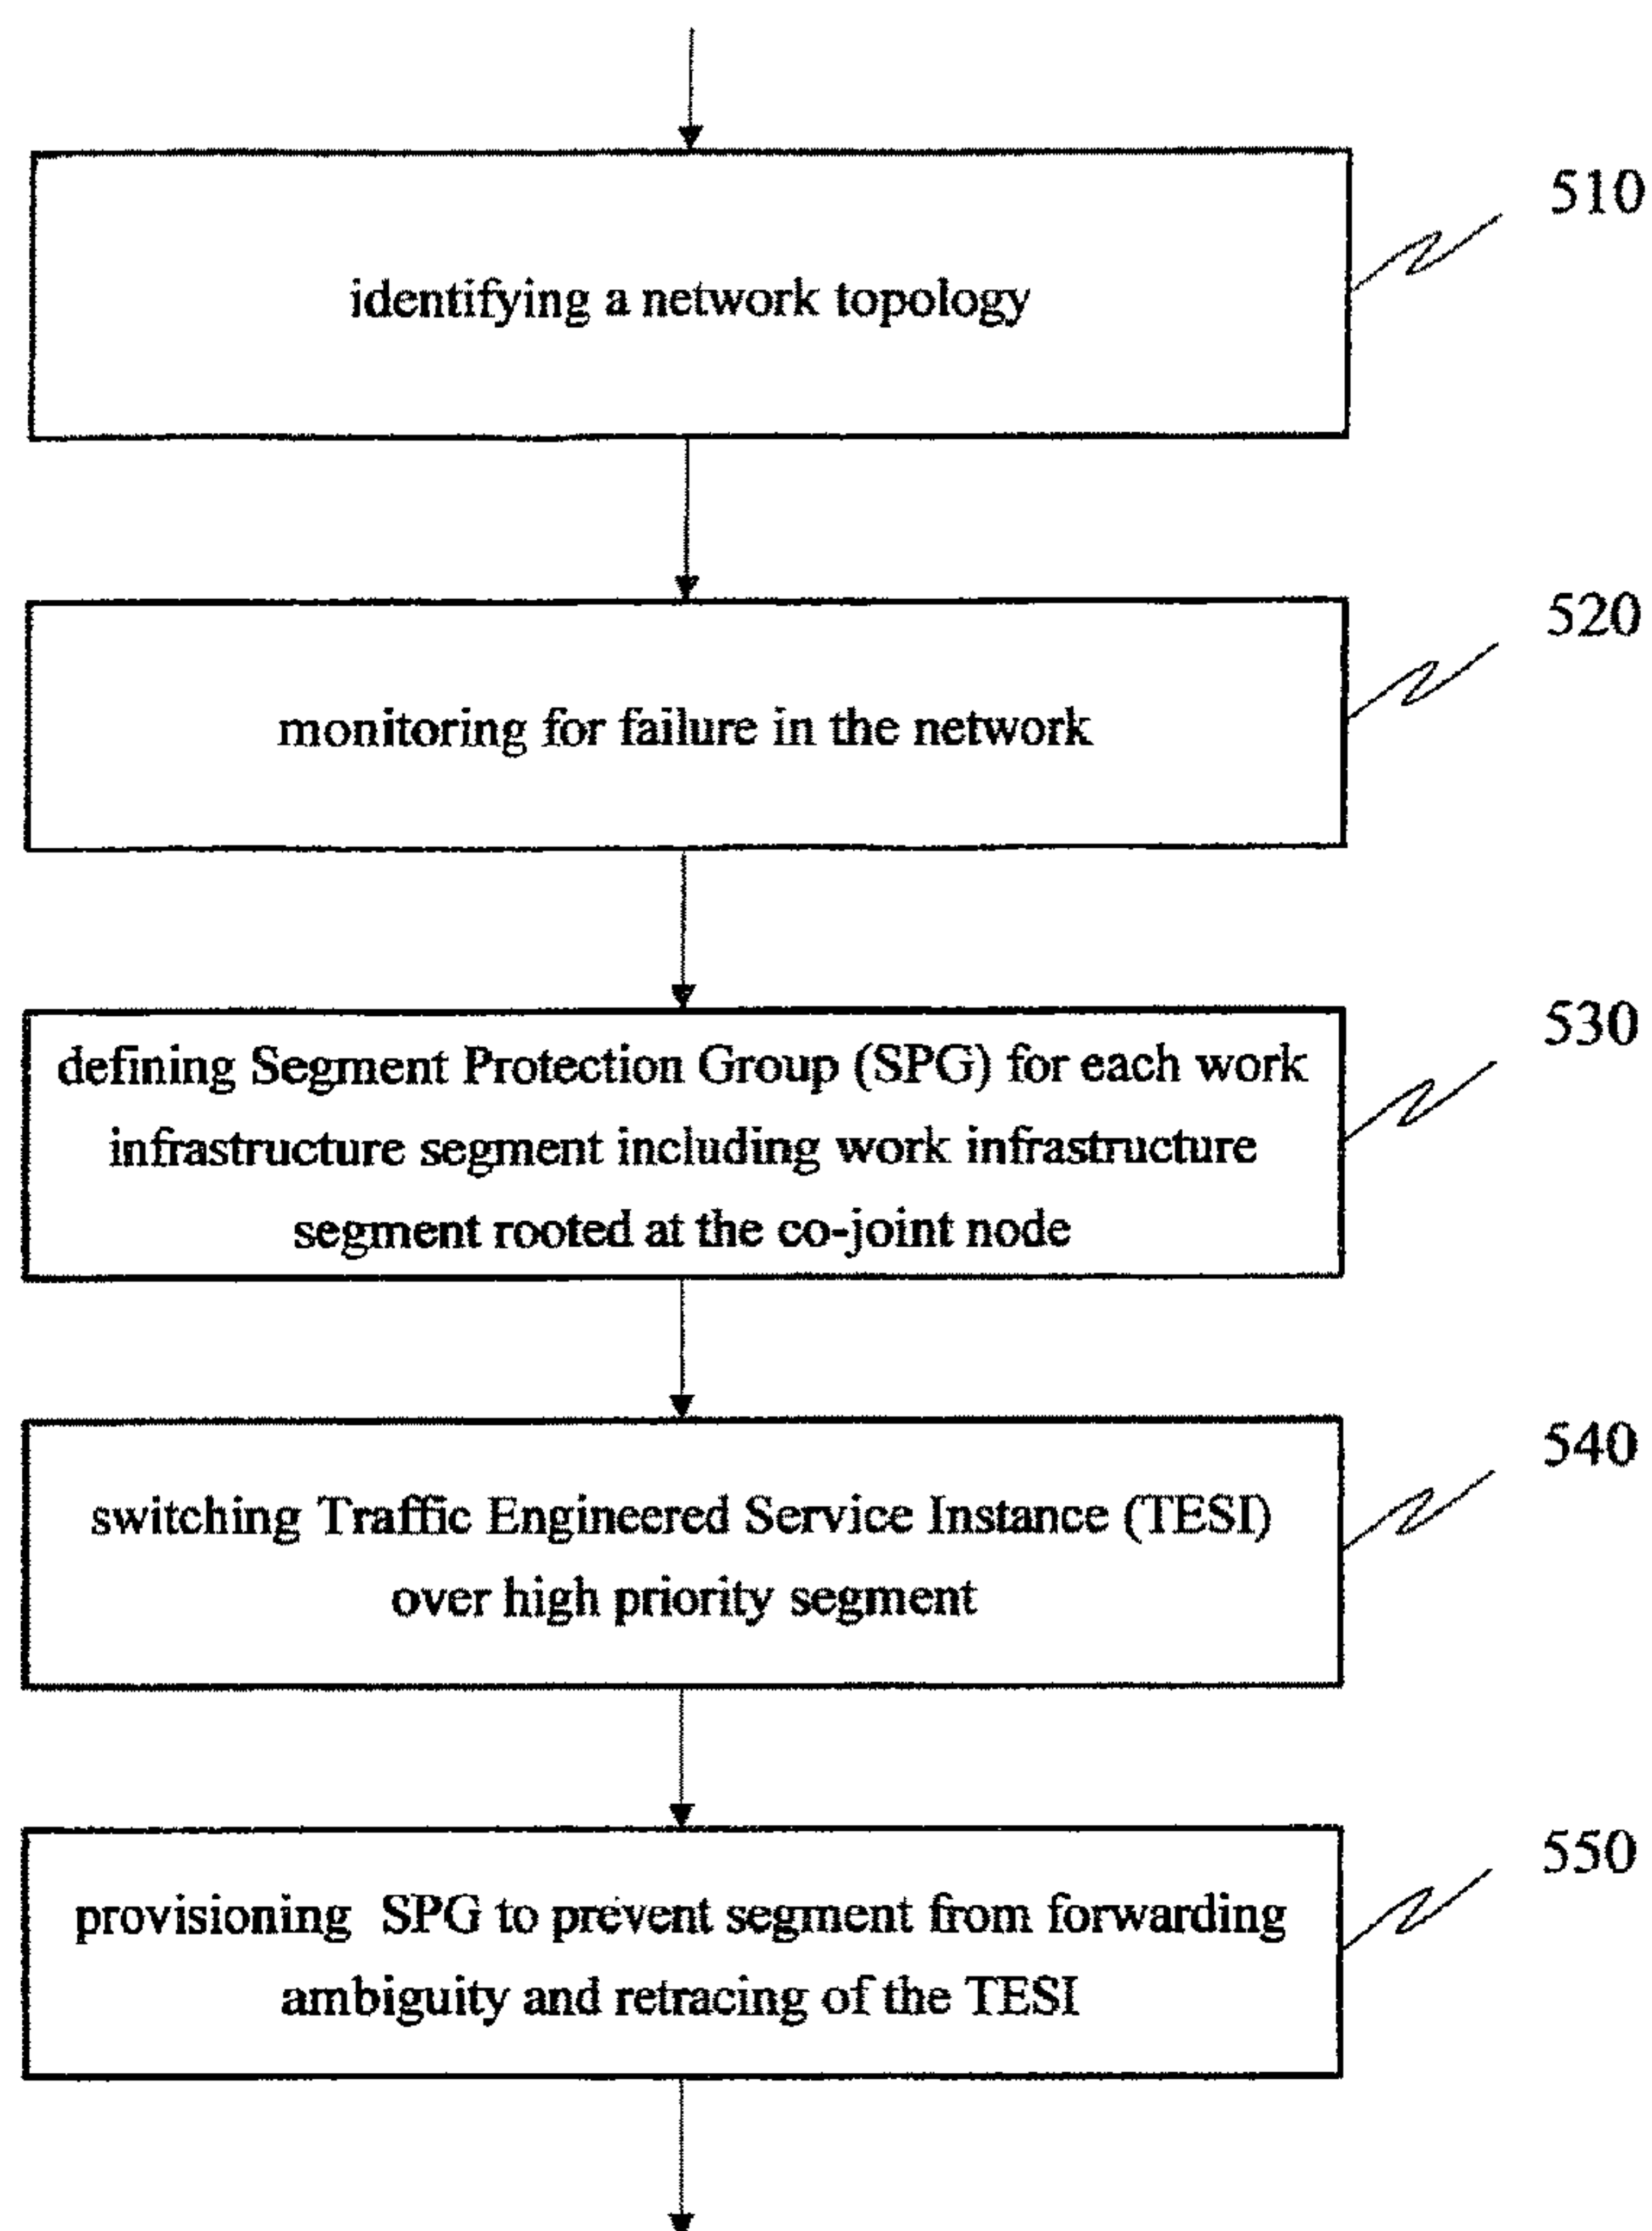 510
identifying a network topology
520
monitoring for failure in the network
530
defining Segment Protection Group (SPG) for each work
infrastructure segment including work infrastructure
segment rooted at the co-joint node
540
switching Traffic Engineered Service Instance (TESI)
over high priority segment
550
provisioning SPG to prevent segment from forwarding
ambiguity and retracing of the TESI